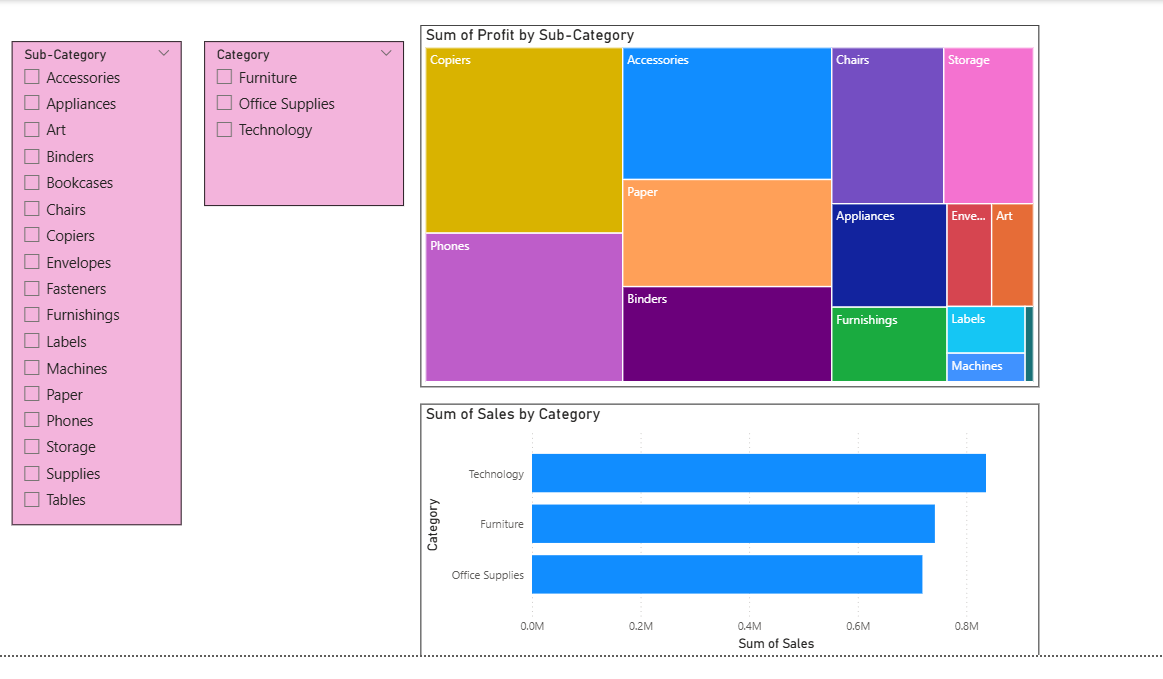 Sub-Category
Accessories
Appliances
Art
Binders
Bookcases
Chairs
Copiers
Envelopes
Fasteners
Furnishings
Labels
Machines
Paper
Phones
Storage
Supplies
Tables
Category
Furniture
Office Supplies
Technology
Sum of Profit by Sub-Category
Copiers
Accessories
Chairs
Storage
Paper
Phones
Binders
Appliances
Enve...
Art
Furnishings
Labels
Machines
Sum of Sales by Category
Category
Technology
Furniture
Office Supplies
0.0M 0.2M 0.4M 0.6M 0.8M
Sum of Sales